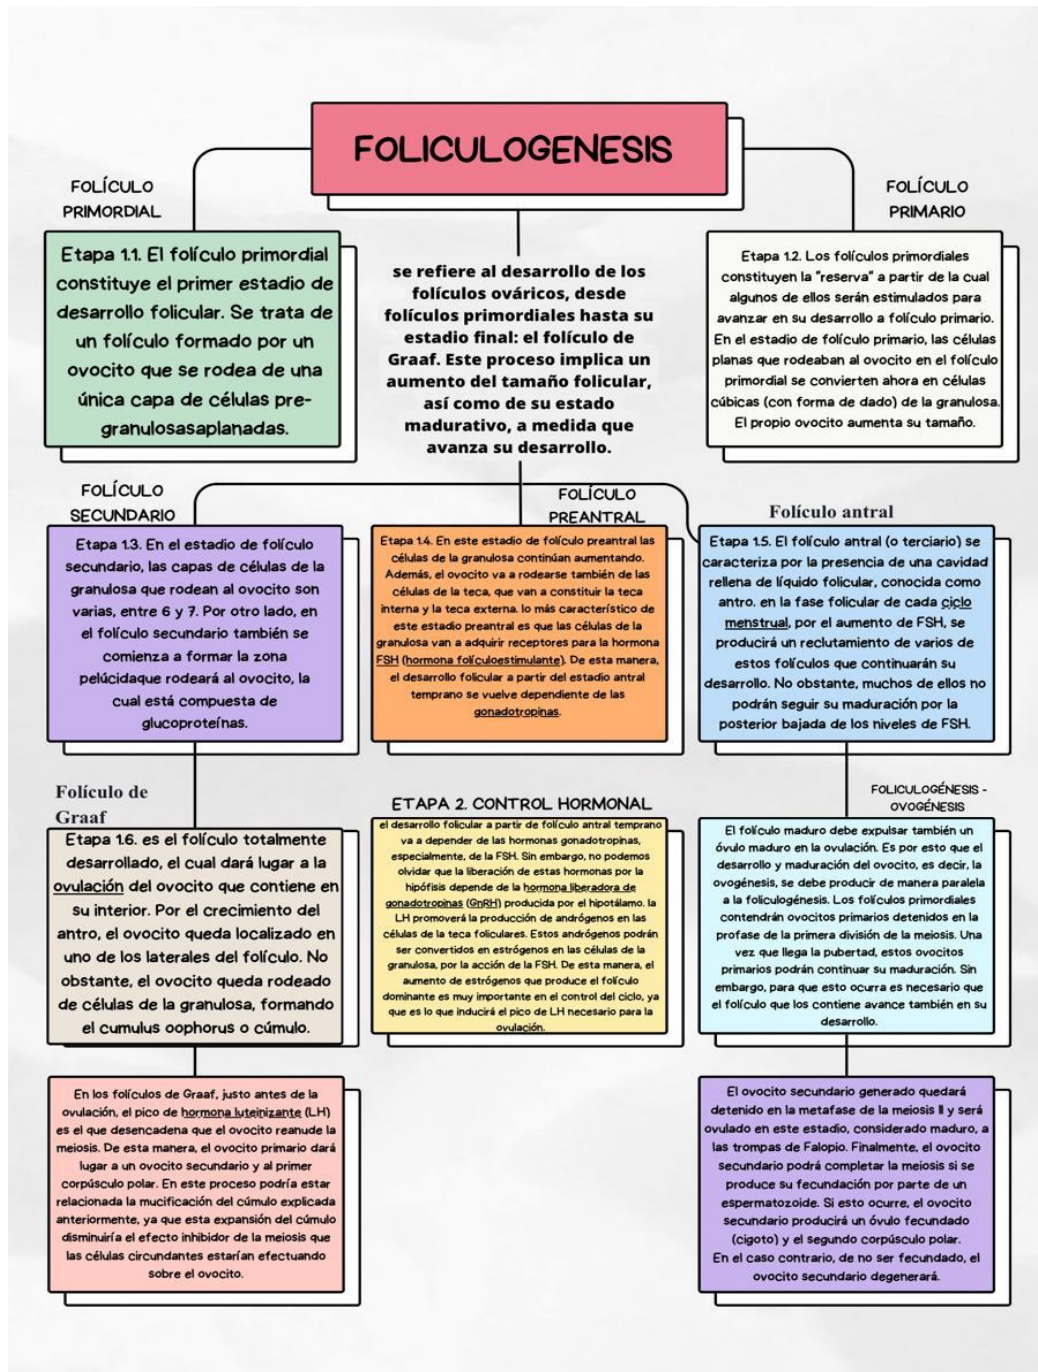 FOLICULOGENESIS
FOLÍCULO
PRIMORDIAL
Etapa 1.1. El folículo primordial
constituye el primer estadio de
desarrollo folicular. Se trata de
un folículo formado por un
ovocito que se rodea de una
única capa de células pre-
granulosasaplanadas.
se refiere al desarrollo de los
folículos ováricos, desde
folículos primordiales hasta su
estadio final: el folículo de
Graaf. Este proceso implica un
aumento del tamaño folicular,
así como de su estado
madurativo, a medida que
avanza su desarrollo.
FOLÍCULO
PRIMARIO
Etapa 1.2. Los folículos primordiales
constituyen la "reserva" a partir de la cual
algunos de ellos serán estimulados para
avanzar en su desarrollo a folículo primario.
En el estadio de folículo primario, las células
planas que rodeaban al ovocito en el folículo
primordial se convierten ahora en células
cúbicas (con forma de dado) de la granulosa.
El propio ovocito aumenta su tamaño.
FOLÍCULO
SECUNDARIO
Etapa 1.3. En el estadio de folículo
secundario, las capas de células de la
granulosa que rodean al ovocito son
varias, entre 6 y 7. Por otro lado, en
el folículo secundario también se
comienza a formar la zona
pelúcidaque rodeará al ovocito, la
cual está compuesta de
glucoproteínas.
FOLÍCULO
PREANTRAL
Etapa 1.4. En este estadio de folículo preantral las
células de la granulosa continúan aumentando.
Además, el ovocito va a rodearse también de las
células de la teca, que van a constituir la teca
interna y la teca externa. lo más característico de
este estadio preantral es que las células de la
granulosa van a adquirir receptores para la hormona
FSH (hormona folículoestimulante). De esta manera,
el desarrollo folicular a partir del estadio antral
temprano se vuelve dependiente de las
gonadotropinas.
Folículo antral
Etapa 1.5. El folículo antral (o terciario) se
caracteriza por la presencia de una cavidad
rellena de líquido folicular, conocida como
antro. en la fase folicular de cada ciclo
menstrual, por el aumento de FSH, se
producirá un reclutamiento de varios de
estos folículos que continuarán su
desarrollo. No obstante, muchos de ellos no
podrán seguir su maduración por la
posterior bajada de los niveles de FSH.
Folículo de
Graaf
Etapa 1.6. es el folículo totalmente
desarrollado, el cual dará lugar a la
ovulación del ovocito que contiene en
su interior. Por el crecimiento del
antro, el ovocito queda localizado en
uno de los laterales del folículo. No
obstante, el ovocito queda rodeado
de células de la granulosa, formando
el cumulus oophorus o cúmulo.
ETAPA 2. CONTROL HORMONAL
el desarrollo folicular a partir de folículo antral temprano
va a depender de las hormonas gonadotropinas,
especialmente, de la FSH. Sin embargo, no podemos
olvidar que la liberación de estas hormonas por la
hipófisis depende de la hormona liberadora de
gonadotropinas (GnRH) producida por el hipotálamo. la
LH promoverá la producción de andrógenos en las
células de la teca foliculares. Estos andrógenos podrán
ser convertidos en estrógenos en las células de la
granulosa, por la acción de la FSH. De esta manera, el
aumento de estrógenos que produce el folículo
dominante es muy importante en el control del ciclo, ya
que es lo que inducirá el pico de LH necesario para la
ovulación.
FOLICULOGÉNESIS -
OVOGÉNESIS
El folículo maduro debe expulsar también un
óvulo maduro en la ovulación. Es por esto que el
desarrollo y maduración del ovocito, es decir, la
ovogénesis, se debe producir de manera paralela
a la foliculogénesis. Los folículos primordiales
contendrán ovocitos primarios detenidos en la
profase de la primera división de la meiosis. Una
vez que llega la pubertad, estos ovocitos
primarios podrán continuar su maduración. Sin
embargo, para que esto ocurra es necesario que
el folículo que los contiene avance también en su
desarrollo.
En los folículos de Graaf, justo antes de la
ovulación, el pico de hormona luteinizante (LH)
es el que desencadena que el ovocito reanude la
meiosis. De esta manera, el ovocito primario dará
lugar a un ovocito secundario y al primer
corpúsculo polar. En este proceso podría estar
relacionada la mucificación del cúmulo explicada
anteriormente, ya que esta expansión del cúmulo
disminuiría el efecto inhibidor de la meiosis que
las células circundantes estarían efectuando
sobre el ovocito.
El ovocito secundario generado quedará
detenido en la metafase de la meiosis II y será
ovulado en este estadio, considerado maduro, a
las trompas de Falopio. Finalmente, el ovocito
secundario podrá completar la meiosis si se
produce su fecundación por parte de un
espermatozoide. Si esto ocurre, el ovocito
secundario producirá un óvulo fecundado
(cigoto) y el segundo corpúsculo polar.
En el caso contrario, de no ser fecundado, el
ovocito secundario degenerará.